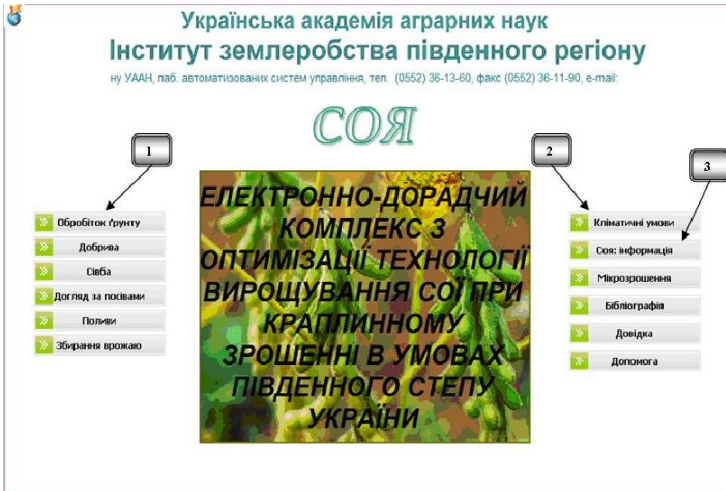 Українська академія аграрних наук
Інститут землеробства південного регіону
ну УААН, лаб. автоматизованих систем управління, тел. (0552) 36-13-60, факс (0552) 36-11-90, e-mail:
СОЯ
1
2
3
ЕЛЕКТРОННО-ДОРАДЧИЙ
КОМПЛЕКС З
ОПТИМІЗАЦІЇ ТЕХНОЛОГІЇ
ВИРОЩУВАННЯ СОЇ ПРИ
КРАПЛИННОМУ
ЗРОШЕННІ В УМОВАХ
ПІВДЕННОГО СТЕПУ
УКРАЇНИ
Обробіток ґрунту
Добрива
Сівба
Догляд за посівами
Поливи
Збирання врожаю
Кліматичні умови
Соя: інформація
Мікрозрошення
Бібліографія
Довідка
Допомога